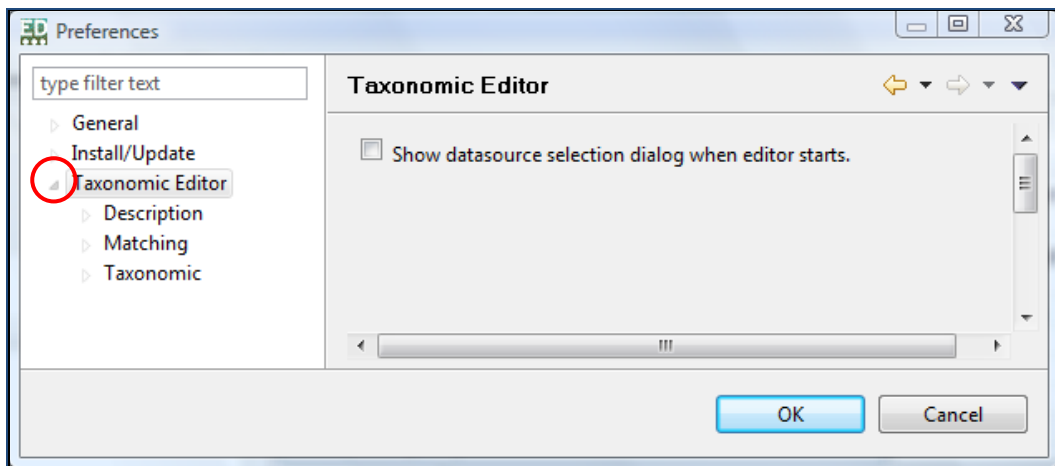 ED Preferences
type filter text
General
Install/Update
Taxonomic Editor
Description
Matching
Taxonomic
Taxonomic Editor
Show datasource selection dialog when editor starts.
OK
Cancel